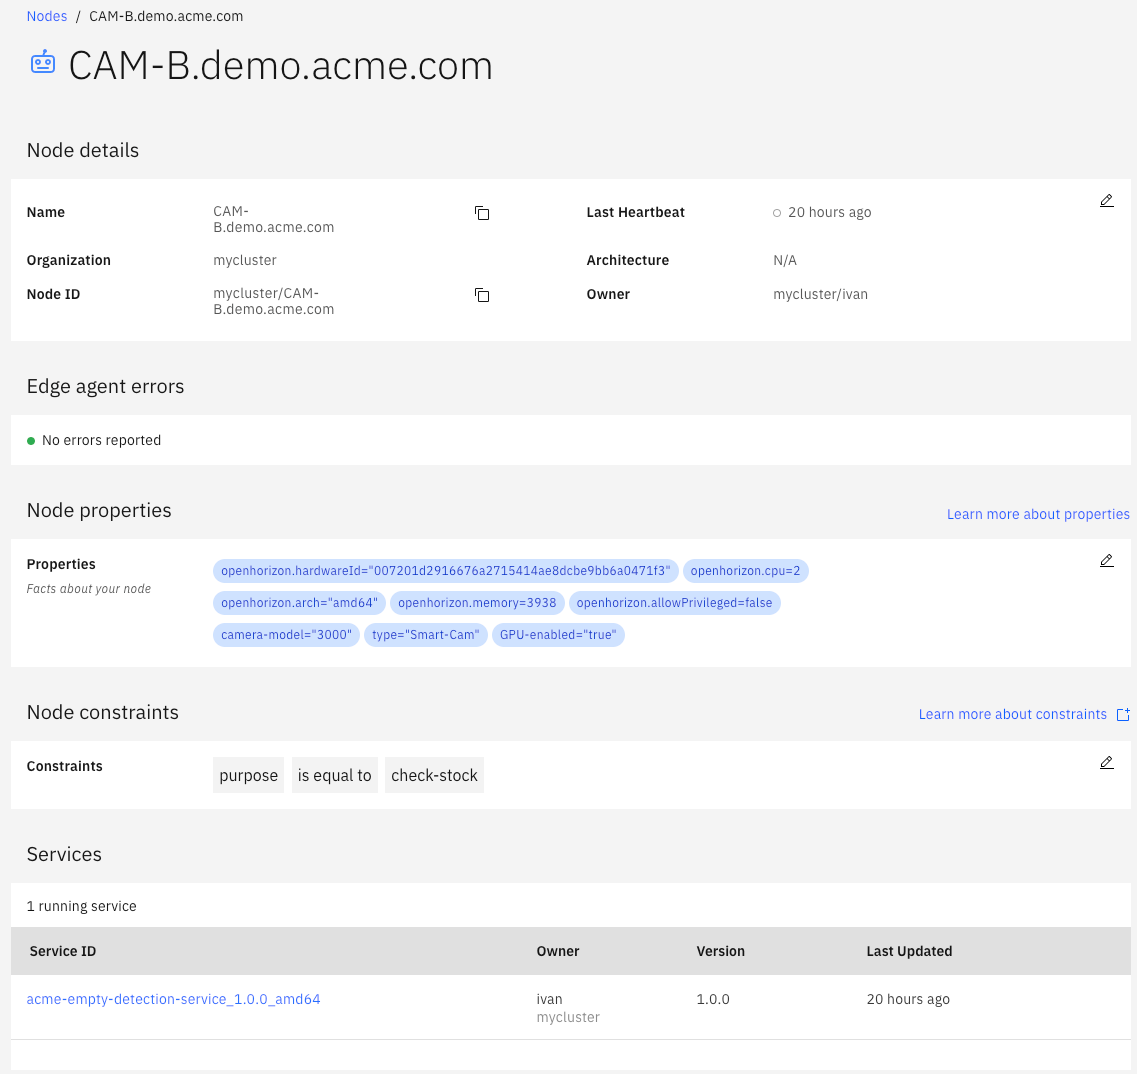 Nodes / CAM-B.demo.acme.com
CAM-B.demo.acme.com
Node details
Name
CAM-
B.demo.acme.com
Last Heartbeat
20 hours ago
Organization
mycluster
Architecture
N/A
Node ID
mycluster/CAM-
B.demo.acme.com
Owner
mycluster/ivan
Edge agent errors
No errors reported
Node properties
Learn more about properties
Properties
Facts about your node
openhorizon.hardwareId="007201d2916676a2715414ae8dcbe9bb6a0471f3" openhorizon.cpu=2
openhorizon.arch="amd64" openhorizon.memory=3938 openhorizon.allowPrivileged=false
camera-model="3000" type="Smart-Cam" GPU-enabled="true"
Node constraints
Learn more about constraints
Constraints
purpose is equal to check-stock
Services
1 running service
Service ID Owner Version Last Updated
acme-empty-detection-service_1.0.0_amd64 ivan 1.0.0 20 hours ago
mycluster